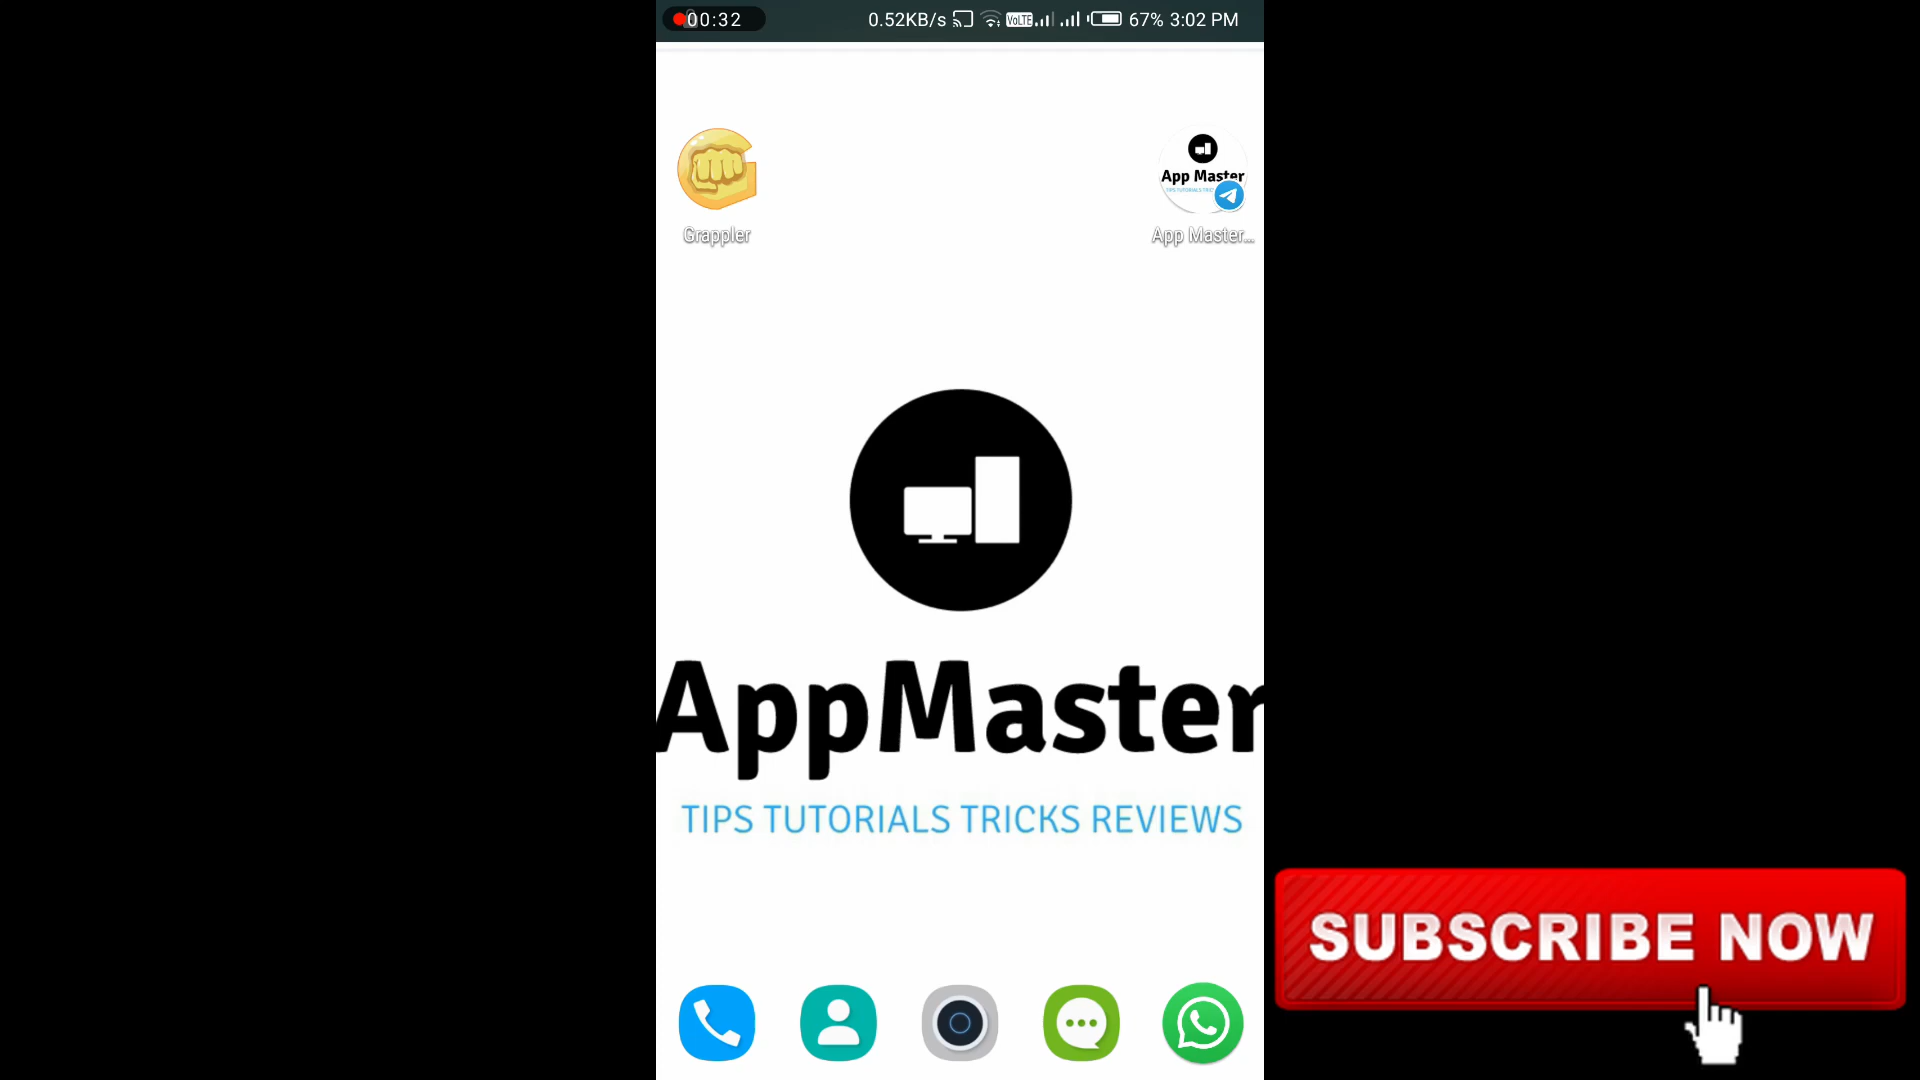 00:32 0.52KB/s VoLTE 67% 3:02 PM
App Master
Grappler App Master...
AppMaster
TIPS TUTORIALS TRICKS REVIEWS
SUBSCRIBE NOW